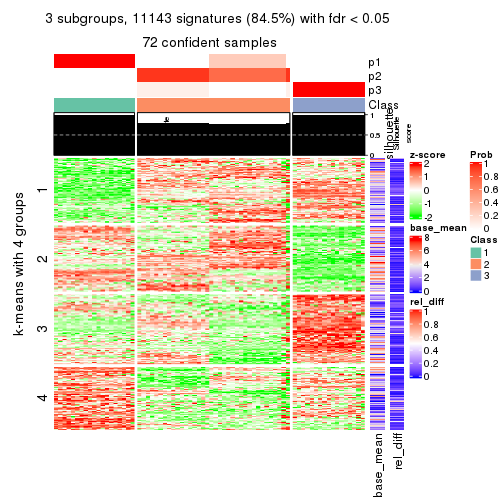 3 subgroups, 11143 signatures (84.5%) with fdr < 0.05
72 confident samples
p1
p2
p3
Class
1
0.5
0
silhouette
Silhouette
score
k-means with 4 groups
1
2
3
4
base_mean
rel_diff
z-score
2
1
0
-1
-2
base_mean
8
6
4
2
0
rel_diff
1
0.8
0.6
0.4
0.2
0
Prob
1
0.8
0.6
0.4
0.2
0
Class
1
2
3